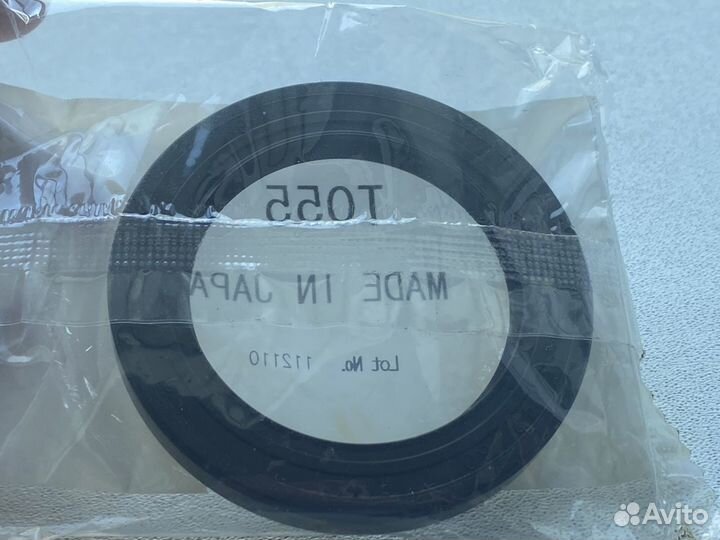 T055
MADE IN JAPA
Lot No. 112110
Avito